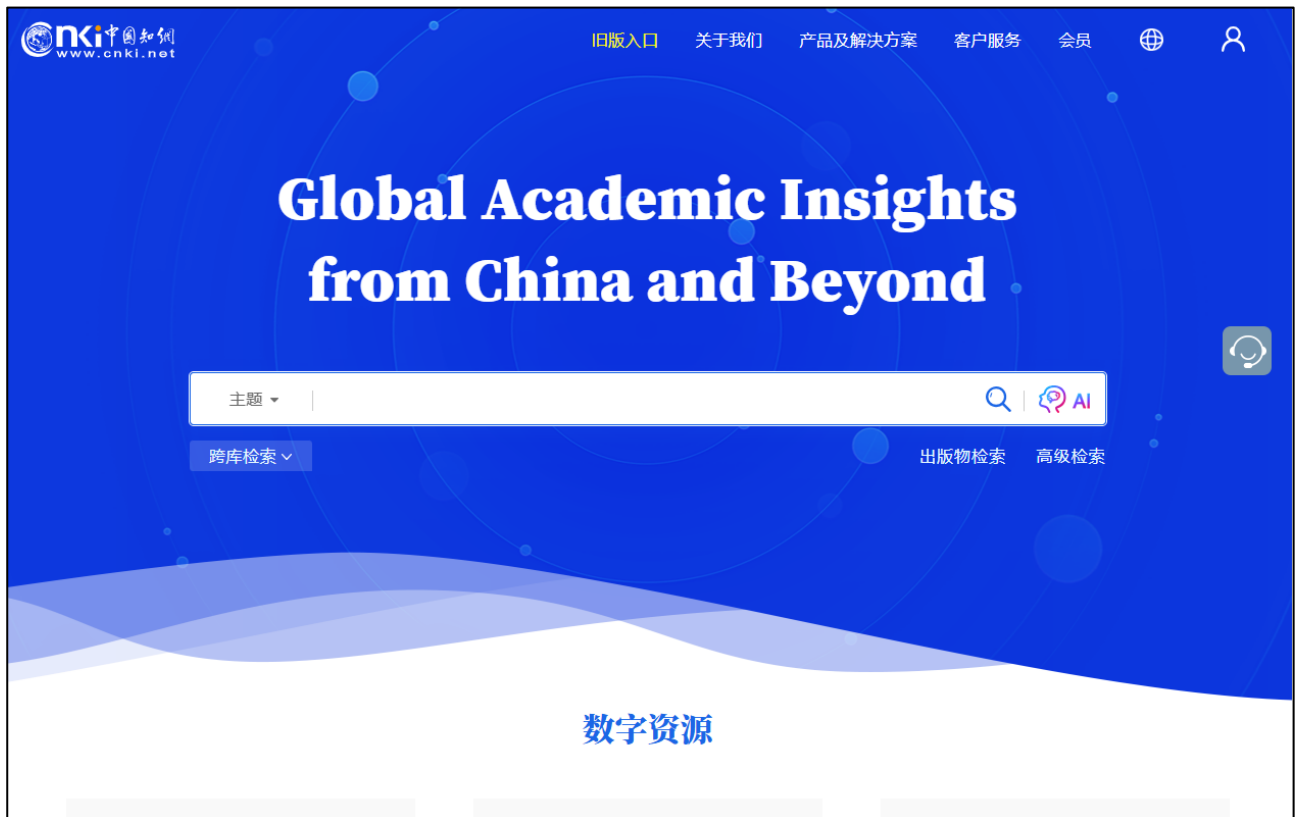 cnki中国知网
www.cnki.net
旧版入口 关于我们 产品及解决方案 客户服务 会员
Global Academic Insights
from China and Beyond
主题 AI
跨库检索 出版物检索 高级检索
数字资源